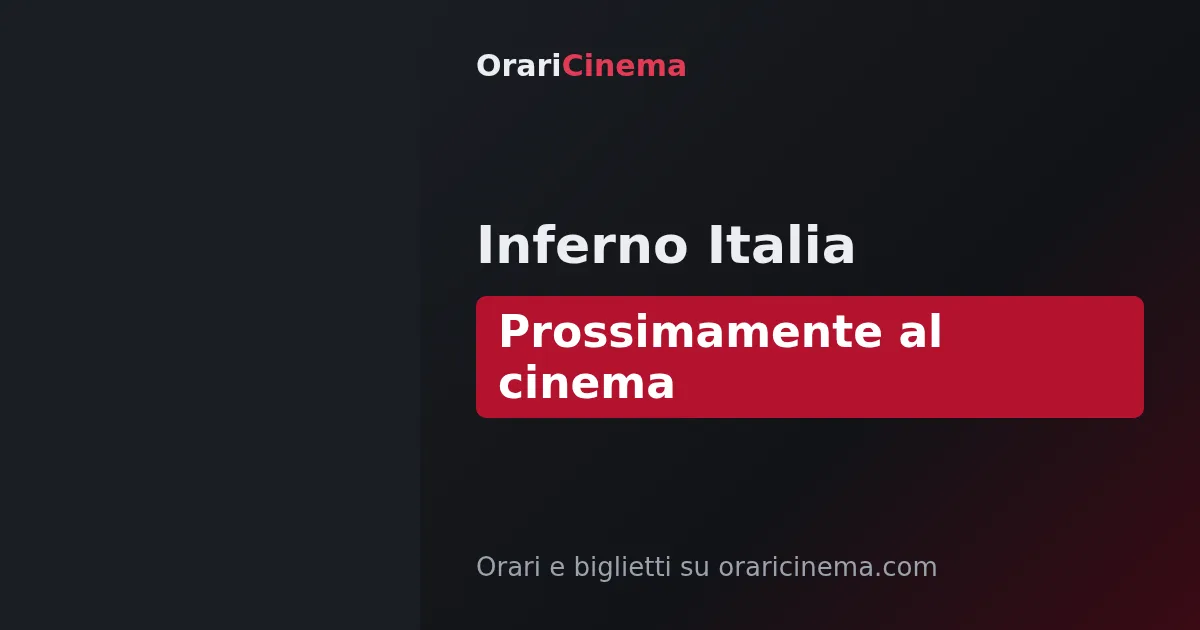 OrariCinema
Inferno Italia
Prossimamente al
cinema
Orari e biglietti su oraricinema.com